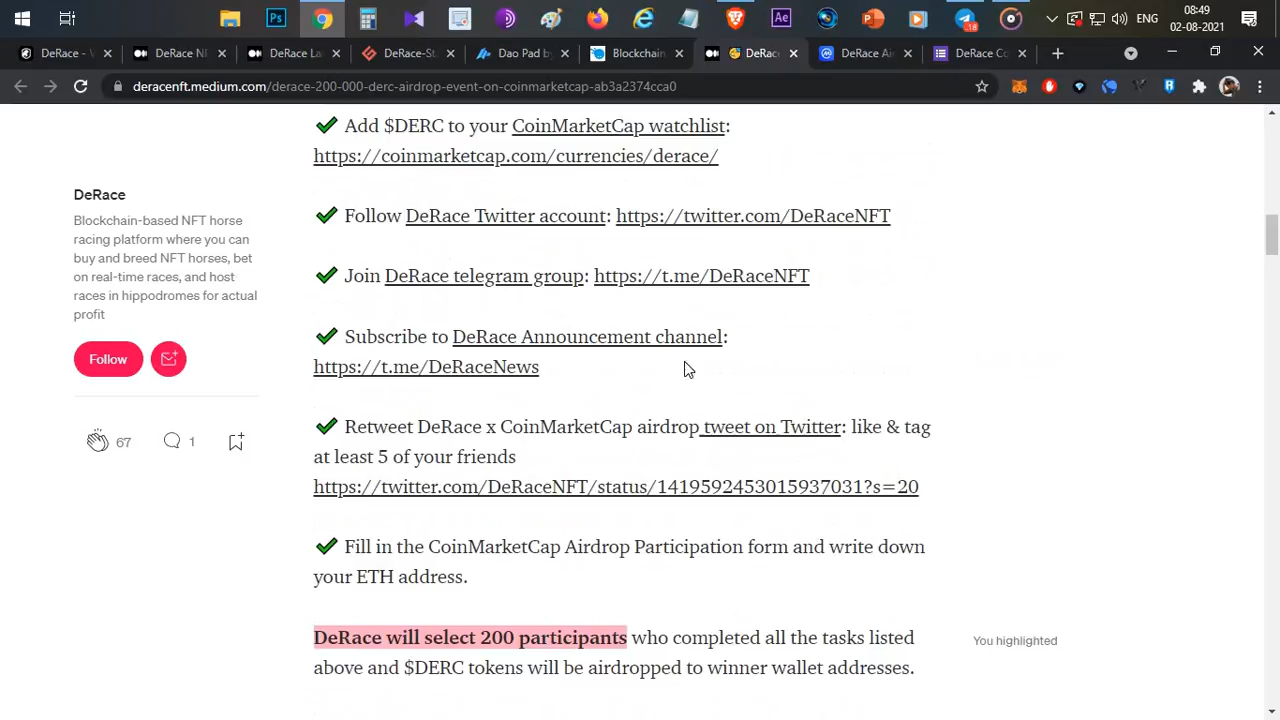 08:49
ENG
02-08-2021
18
DeRace - V
DeRace NF
DeRace La
DeRace-St
Dao Pad by
Blockchain
DeRac
DeRace Air
DeRace Co
deracenft.medium.com/derace-200-000-derc-airdrop-event-on-coinmarketcap-ab3a2374cca0
DeRace
Blockchain-based NFT horse
racing platform where you can
buy and breed NFT horses, bet
on real-time races, and host
races in hippodromes for actual
profit
Follow
67
1
✔ Add $DERC to your CoinMarketCap watchlist:
https://coinmarketcap.com/currencies/derace/
✔ Follow DeRace Twitter account: https://twitter.com/DeRaceNFT
✔ Join DeRace telegram group: https://t.me/DeRaceNFT
✔ Subscribe to DeRace Announcement channel:
https://t.me/DeRaceNews
✔ Retweet DeRace x CoinMarketCap airdrop tweet on Twitter: like & tag
at least 5 of your friends
https://twitter.com/DeRaceNFT/status/1419592453015937031?s=20
✔ Fill in the CoinMarketCap Airdrop Participation form and write down
your ETH address.
DeRace will select 200 participants who completed all the tasks listed
above and $DERC tokens will be airdropped to winner wallet addresses.
You highlighted